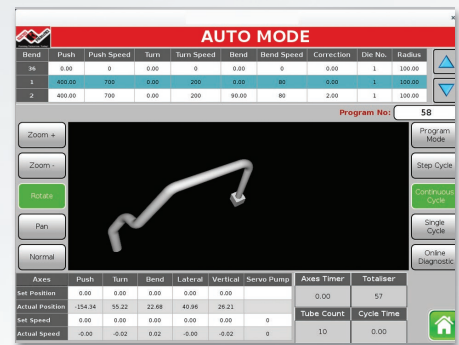 AUTO MODE
Bend Push Push Speed Turn Turn Speed Bend Bend Speed Correction Die No. Radius
36 0.00 0 0.00 0 0.00 0 0.00 1 100.00
1 400.00 700 0.00 200 0.00 80 0.00 1 100.00
2 400.00 700 0.00 200 90.00 80 2.00 1 100.00
Program No: 58
Zoom +
Zoom -
Rotate
Pan
Normal
Program Mode
Step Cycle
Continuous Cycle
Single Cycle
Online Diagnostic
Axes Push Turn Bend Lateral Vertical Servo Pump
Set Position 0.00 0.00 0.00 0.00 0.00
Actual Position -154.34 55.22 22.68 40.96 26.21
Set Speed 0.00 0.00 0.00 0.00 0.00 0
Actual Speed -0.00 -0.02 0.02 -0.00 -0.02 0
Axes Timer Totaliser
0.00 57
Tube Count Cycle Time
10 0.00